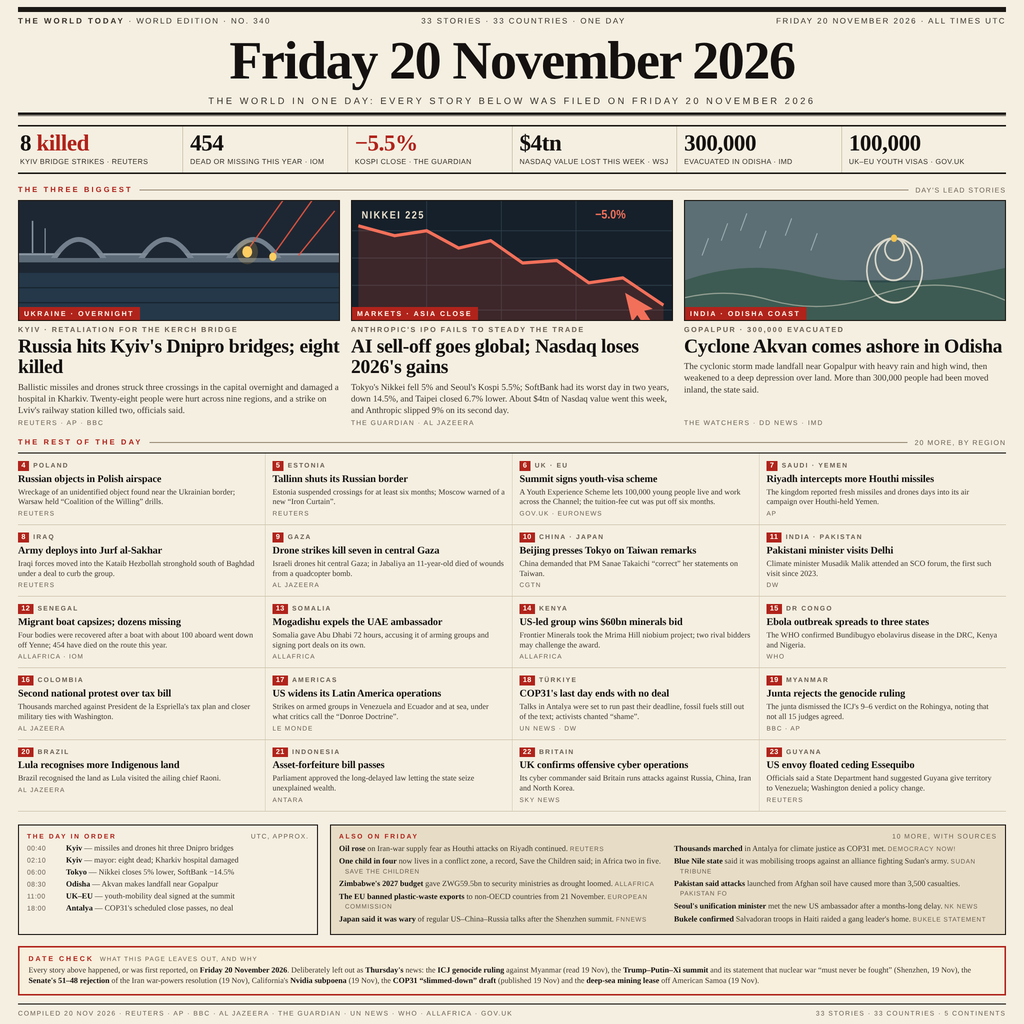 THE WORLD TODAY · WORLD EDITION · NO. 340
33 STORIES · 33 COUNTRIES · ONE DAY
FRIDAY 20 NOVEMBER 2026 · ALL TIMES UTC
Friday 20 November 2026
THE WORLD IN ONE DAY: EVERY STORY BELOW WAS FILED ON FRIDAY 20 NOVEMBER 2026
8 killed
KYIV BRIDGE STRIKES · REUTERS
454
DEAD OR MISSING THIS YEAR · IOM
−5.5%
KOSPI CLOSE · THE GUARDIAN
$4tn
NASDAQ VALUE LOST THIS WEEK · WSJ
300,000
EVACUATED IN ODISHA · IMD
100,000
UK–EU YOUTH VISAS · GOV.UK
THE THREE BIGGEST
DAY'S LEAD STORIES
UKRAINE · OVERNIGHT
KYIV · RETALIATION FOR THE KERCH BRIDGE
Russia hits Kyiv's Dnipro bridges; eight
killed
Ballistic missiles and drones struck three crossings in the capital overnight and damaged a
hospital in Kharkiv. Twenty-eight people were hurt across nine regions, and a strike on
Lviv's railway station killed two, officials said.
REUTERS · AP · BBC
NIKKEI 225
−5.0%
MARKETS · ASIA CLOSE
ANTHROPIC'S IPO FAILS TO STEADY THE TRADE
AI sell-off goes global; Nasdaq loses
2026's gains
Tokyo's Nikkei fell 5% and Seoul's Kospi 5.5%; SoftBank had its worst day in two years,
down 14.5%, and Taipei closed 6.7% lower. About $4tn of Nasdaq value went this week,
and Anthropic slipped 9% on its second day.
THE GUARDIAN · AL JAZEERA
INDIA · ODISHA COAST
GOPALPUR · 300,000 EVACUATED
Cyclone Akvan comes ashore in Odisha
The cyclonic storm made landfall near Gopalpur with heavy rain and high wind, then
weakened to a deep depression over land. More than 300,000 people had been moved
inland, the state said.
THE WATCHERS · DD NEWS · IMD
THE REST OF THE DAY
20 MORE, BY REGION
4 POLAND
Russian objects in Polish airspace
Wreckage of an unidentified object found near the Ukrainian border;
Warsaw held “Coalition of the Willing” drills.
REUTERS
5 ESTONIA
Tallinn shuts its Russian border
Estonia suspended crossings for at least six months; Moscow warned of a
new “Iron Curtain”.
REUTERS
6 UK · EU
Summit signs youth-visa scheme
A Youth Experience Scheme lets 100,000 young people live and work
across the Channel; the tuition-fee cut was put off six months.
GOV.UK · EURONEWS
7 SAUDI · YEMEN
Riyadh intercepts more Houthi missiles
The kingdom reported fresh missiles and drones days into its air
campaign over Houthi-held Yemen.
AP
8 IRAQ
Army deploys into Jurf al-Sakhar
Iraqi forces moved into the Kataib Hezbollah stronghold south of Baghdad
under a deal to curb the group.
REUTERS
9 GAZA
Drone strikes kill seven in central Gaza
Israeli drones hit central Gaza; in Jabaliya an 11-year-old died of wounds
from a quadcopter bomb.
AL JAZEERA
10 CHINA · JAPAN
Beijing presses Tokyo on Taiwan remarks
China demanded that PM Sanae Takaichi “correct” her statements on
Taiwan.
CGTN
11 INDIA · PAKISTAN
Pakistani minister visits Delhi
Climate minister Musadik Malik attended an SCO forum, the first such
visit since 2023.
DW
12 SENEGAL
Migrant boat capsizes; dozens missing
Four bodies were recovered after a boat with about 100 aboard went down
off Yenne; 454 have died on the route this year.
ALLAFRICA · IOM
13 SOMALIA
Mogadishu expels the UAE ambassador
Somalia gave Abu Dhabi 72 hours, accusing it of arming groups and
signing port deals on its own.
ALLAFRICA
14 KENYA
US-led group wins $60bn minerals bid
Frontier Minerals took the Mrima Hill niobium project; two rival bidders
may challenge the award.
ALLAFRICA
15 DR CONGO
Ebola outbreak spreads to three states
The WHO confirmed Bundibugyo ebolavirus disease in the DRC, Kenya
and Nigeria.
WHO
16 COLOMBIA
Second national protest over tax bill
Thousands marched against President de la Espriella's tax plan and closer
military ties with Washington.
AL JAZEERA
17 AMERICAS
US widens its Latin America operations
Strikes on armed groups in Venezuela and Ecuador and at sea, under
what critics call the “Donroe Doctrine”.
LE MONDE
18 TÜRKIYE
COP31's last day ends with no deal
Talks in Antalya were set to run past their deadline, fossil fuels still out
of the text; activists chanted “shame”.
UN NEWS · DW
19 MYANMAR
Junta rejects the genocide ruling
The junta dismissed the ICJ's 9–6 verdict on the Rohingya, noting that
not all 15 judges agreed.
BBC · AP
20 BRAZIL
Lula recognises more Indigenous land
Brazil recognised the land as Lula visited the ailing chief Raoni.
AL JAZEERA
21 INDONESIA
Asset-forfeiture bill passes
Parliament approved the long-delayed law letting the state seize
unexplained wealth.
ANTARA
22 BRITAIN
UK confirms offensive cyber operations
Its cyber commander said Britain runs attacks against Russia, China, Iran
and North Korea.
SKY NEWS
23 GUYANA
US envoy floated ceding Essequibo
Officials said a State Department hand suggested Guyana give territory
to Venezuela; Washington denied a policy change.
REUTERS
THE DAY IN ORDER
UTC, APPROX.
00:40 Kyiv — missiles and drones hit three Dnipro bridges
02:10 Kyiv — mayor: eight dead; Kharkiv hospital damaged
06:00 Tokyo — Nikkei closes 5% lower, SoftBank −14.5%
08:30 Odisha — Akvan makes landfall near Gopalpur
11:00 UK–EU — youth-mobility deal signed at the summit
18:00 Antalya — COP31's scheduled close passes, no deal
ALSO ON FRIDAY
10 MORE, WITH SOURCES
Oil rose on Iran-war supply fear as Houthi attacks on Riyadh continued. REUTERS
One child in four now lives in a conflict zone, a record, Save the Children said; in Africa two in five.
SAVE THE CHILDREN
Zimbabwe's 2027 budget gave ZWG59.5bn to security ministries as drought loomed. ALLAFRICA
The EU banned plastic-waste exports to non-OECD countries from 21 November. EUROPEAN
COMMISSION
Japan said it was wary of regular US–China–Russia talks after the Shenzhen summit. FNNEWS
Thousands marched in Antalya for climate justice as COP31 met. DEMOCRACY NOW!
Blue Nile state said it was mobilising troops against an alliance fighting Sudan's army. SUDAN
TRIBUNE
Pakistan said attacks launched from Afghan soil have caused more than 3,500 casualties.
PAKISTAN FO
Seoul's unification minister met the new US ambassador after a months-long delay. NK NEWS
Bukele confirmed Salvadoran troops in Haiti raided a gang leader's home. BUKELE STATEMENT
DATE CHECK WHAT THIS PAGE LEAVES OUT, AND WHY
Every story above happened, or was first reported, on Friday 20 November 2026. Deliberately left out as Thursday's news: the ICJ genocide ruling against Myanmar (read 19 Nov), the Trump–Putin–Xi summit and its statement that nuclear war “must never be fought” (Shenzhen, 19 Nov), the
Senate's 51–48 rejection of the Iran war-powers resolution (19 Nov), California's Nvidia subpoena (19 Nov), the COP31 “slimmed-down” draft (published 19 Nov) and the deep-sea mining lease off American Samoa (19 Nov).
COMPILED 20 NOV 2026 · REUTERS · AP · BBC · AL JAZEERA · THE GUARDIAN · UN NEWS · WHO · ALLAFRICA · GOV.UK
33 STORIES · 33 COUNTRIES · 5 CONTINENTS